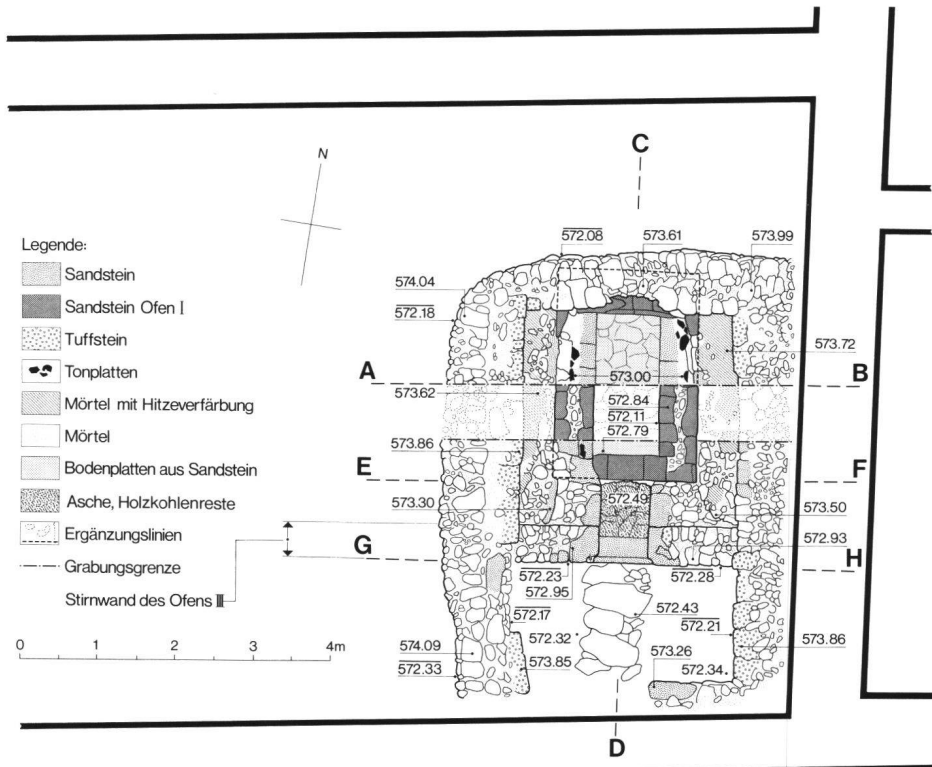 C
N
572.08 573.61 573.99
Legende:
Sandstein
Sandstein Ofen I
Tuffstein
Tonplatten
Mörtel mit Hitzeverfärbung
Mörtel
Bodenplatten aus Sandstein
Asche, Holzkohlenreste
Ergänzungslinien
Grabungsgrenze
Stirnwand des Ofens III
0 1 2 3 4m
574.04
572.18
573.72
A 573.00 B
573.62 572.84
572.11
573.86 572.79
E F
573.30 572.49 573.50
572.93
G H
572.23 572.28
572.95
572.17 572.43
572.32 572.21
574.09 573.26 573.86
572.33 573.85 572.34
D